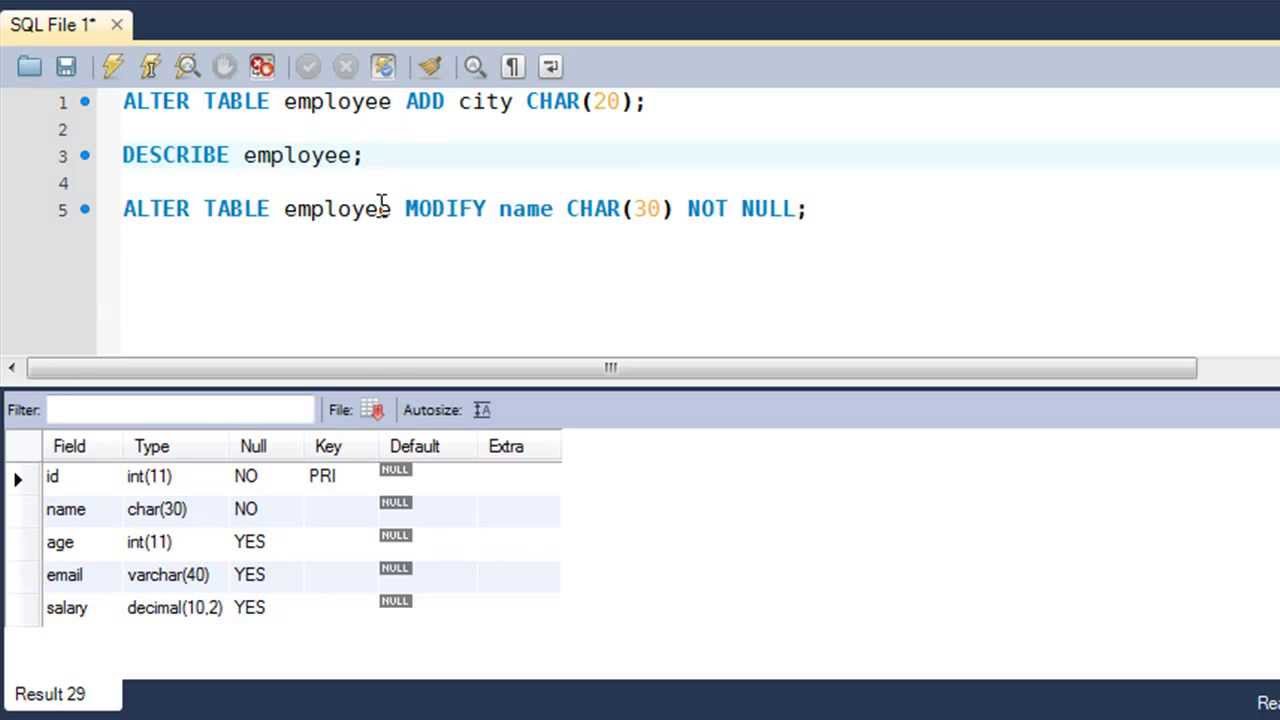 SQL File 1*
1 ALTER TABLE employee ADD city CHAR(20);
2
3 DESCRIBE employee;
4
5 ALTER TABLE employee MODIFY name CHAR(30) NOT NULL;
Filter: File: Autosize:
Field Type Null Key Default Extra
id int(11) NO PRI NULL
name char(30) NO NULL
age int(11) YES NULL
email varchar(40) YES NULL
salary decimal(10,2) YES NULL
Result 29